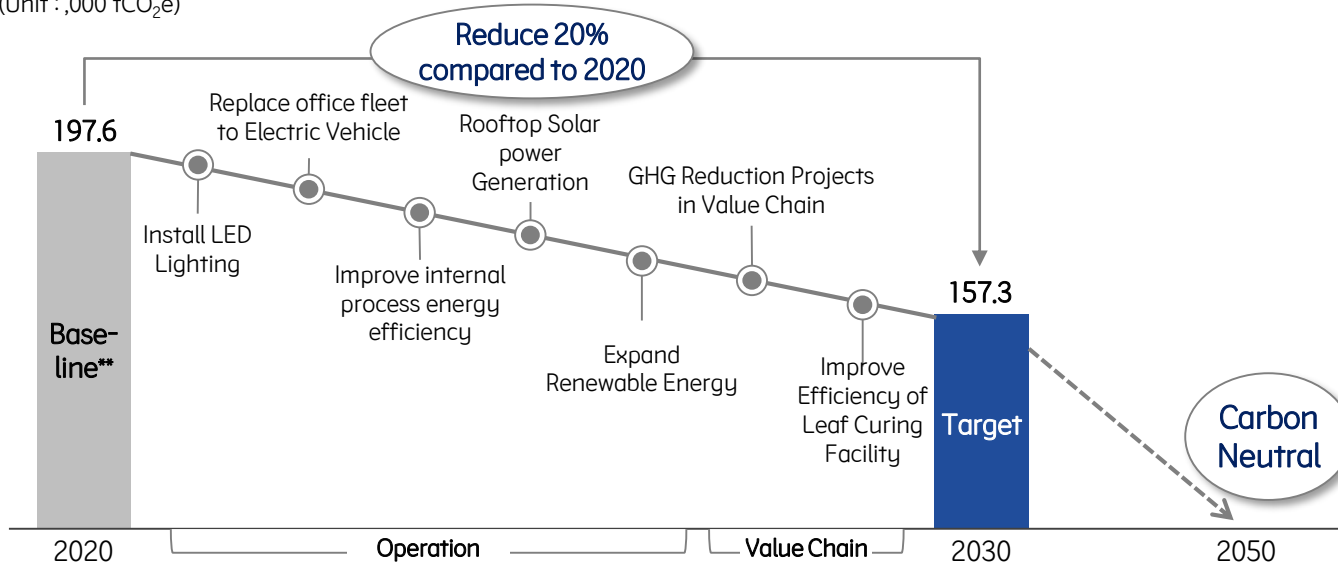 (Unit : ,000 tCO₂e)
Reduce 20%
compared to 2020
Replace office fleet
to Electric Vehicle
Rooftop Solar
power
Generation
197.6
GHG Reduction Projects
in Value Chain
Install LED
Lighting
Improve internal
process energy
efficiency
157.3
Base-
line**
Expand
Renewable Energy
Improve
Efficiency of
Leaf Curing
Facility
Target
Carbon
Neutral
2020
Operation
Value Chain
2030
2050